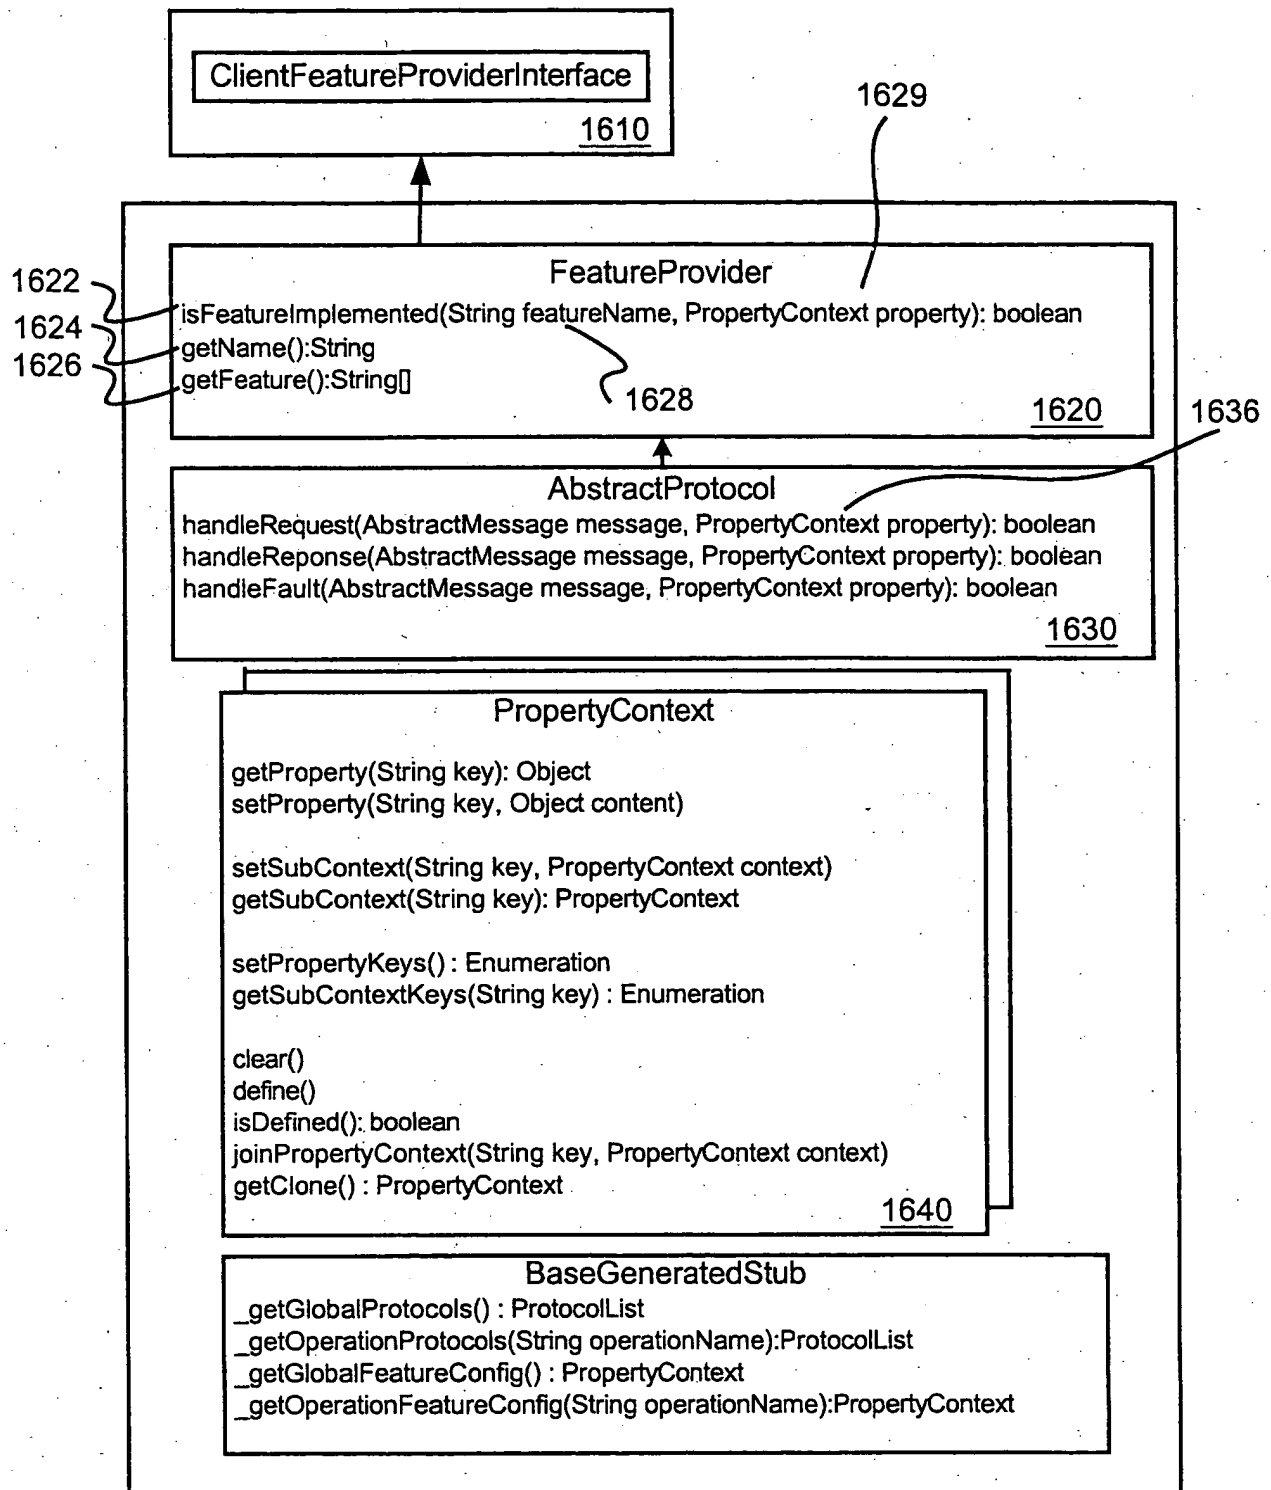 ClientFeatureProviderInterface
1610
1629
FeatureProvider
1622
isFeatureImplemented(String featureName, PropertyContext property): boolean
1624
getName():String
1626
getFeature():String[]
1628
1620
1636
AbstractProtocol
handleRequest(AbstractMessage message, PropertyContext property): boolean
handleReponse(AbstractMessage message, PropertyContext property): boolean
handleFault(AbstractMessage message, PropertyContext property): boolean
1630
PropertyContext
getProperty(String key): Object
setProperty(String key, Object content)
setSubContext(String key, PropertyContext context)
getSubContext(String key): PropertyContext
setPropertyKeys() : Enumeration
getSubContextKeys(String key) : Enumeration
clear()
define()
isDefined(): boolean
joinPropertyContext(String key, PropertyContext context)
getClone() : PropertyContext
1640
BaseGeneratedStub
_getGlobalProtocols() : ProtocolList
_getOperationProtocols(String operationName):ProtocolList
_getGlobalFeatureConfig() : PropertyContext
_getOperationFeatureConfig(String operationName):PropertyContext